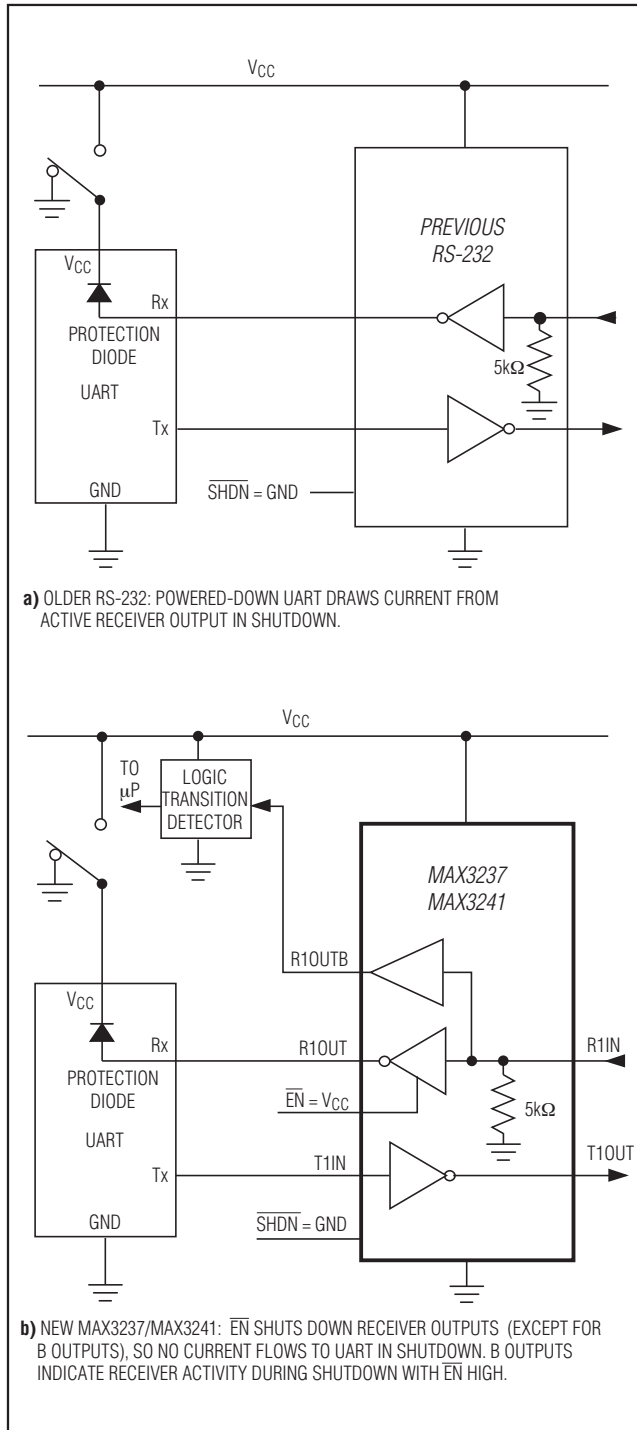 VCC
PREVIOUS
RS-232
VCC
Rx
PROTECTION
DIODE
5kΩ
UART
Tx
GND
SHDN = GND
a) OLDER RS-232: POWERED-DOWN UART DRAWS CURRENT FROM
ACTIVE RECEIVER OUTPUT IN SHUTDOWN.
VCC
TO
μP
LOGIC
TRANSITION
DETECTOR
MAX3237
MAX3241
R1OUTB
VCC
Rx
R1OUT
R1IN
PROTECTION
DIODE
EN = VCC
5kΩ
UART
Tx
T1IN
T1OUT
GND
SHDN = GND
b) NEW MAX3237/MAX3241: EN SHUTS DOWN RECEIVER OUTPUTS (EXCEPT FOR
B OUTPUTS), SO NO CURRENT FLOWS TO UART IN SHUTDOWN. B OUTPUTS
INDICATE RECEIVER ACTIVITY DURING SHUTDOWN WITH EN HIGH.